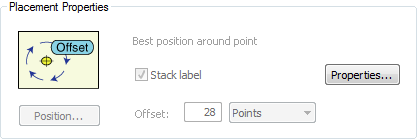 Placement Properties
Offset
Best position around point
Stack label
Properties...
Position...
Offset: 28 Points